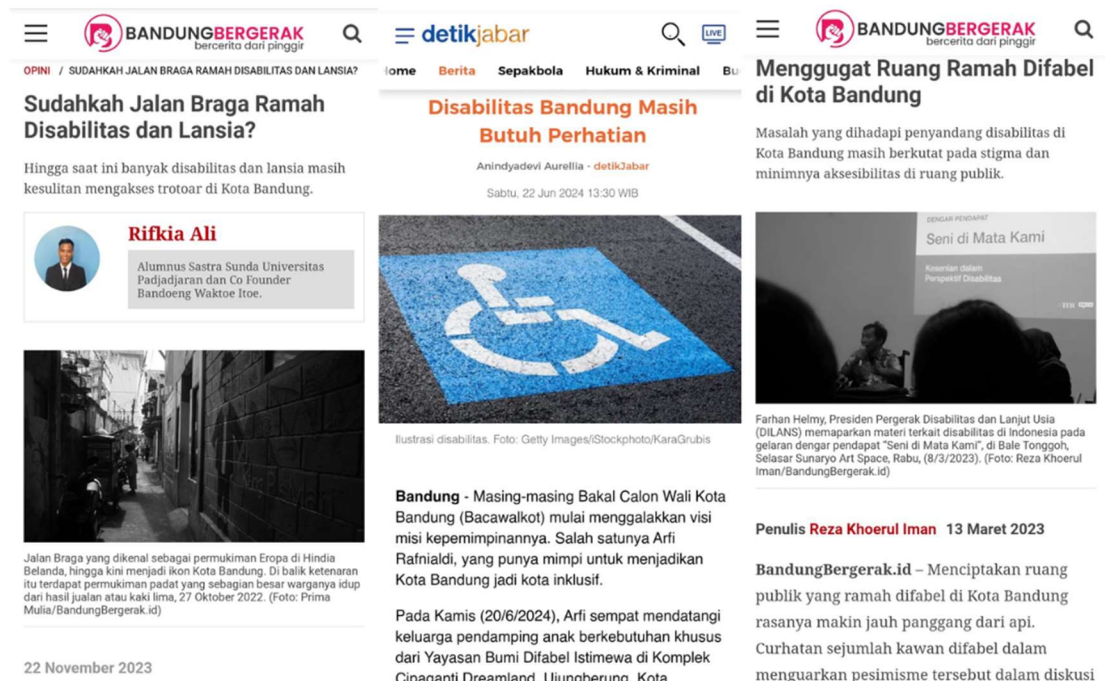 BANDUNGBERGERAK
bercerita dari pinggir
OPINI / SUDAHKAH JALAN BRAGA RAMAH DISABILITAS DAN LANSIA?
Sudahkah Jalan Braga Ramah
Disabilitas dan Lansia?
Hingga saat ini banyak disabilitas dan lansia masih
kesulitan mengakses trotoar di Kota Bandung.
Rifkia Ali
Alumnus Sastra Sunda Universitas
Padjadjaran dan Co Founder
Bandoeng Waktoe Itoe.
Jalan Braga yang dikenal sebagai permukiman Eropa di Hindia
Belanda, hingga kini menjadi ikon Kota Bandung. Di balik ketenaran
itu terdapat permukiman padat yang sebagian besar warganya idup
dari hasil jualan atau kaki lima, 27 Oktober 2022. (Foto: Prima
Mulia/BandungBergerak.id)
22 November 2023
detikjabar
LIVE
Home Berita Sepakbola Hukum & Kriminal Bu
Disabilitas Bandung Masih
Butuh Perhatian
Anindyadevi Aurellia - detikJabar
Sabtu, 22 Jun 2024 13:30 WIB
Ilustrasi disabilitas. Foto: Getty Images/iStockphoto/KaraGrubis
Bandung - Masing-masing Bakal Calon Wali Kota
Bandung (Bacawalkot) mulai menggalakkan visi
misi kepemimpinannya. Salah satunya Arfi
Rafnialdi, yang punya mimpi untuk menjadikan
Kota Bandung jadi kota inklusif.
Pada Kamis (20/6/2024), Arfi sempat mendatangi
keluarga pendamping anak berkebutuhan khusus
dari Yayasan Bumi Difabel Istimewa di Komplek
Cipaganti Dreamland, Ujungberung, Kota
BANDUNGBERGERAK
bercerita dari pinggir
Menggugat Ruang Ramah Difabel
di Kota Bandung
Masalah yang dihadapi penyandang disabilitas di
Kota Bandung masih berkutat pada stigma dan
minimnya aksesibilitas di ruang publik.
DENGAR PENDAPAT
Seni di Mata Kami
Kesenian dalam
Perspektif Disabilitas
Farhan Helmy, Presiden Pergerak Disabilitas dan Lanjut Usia
(DILANS) memaparkan materi terkait disabilitas di Indonesia pada
gelaran dengar pendapat "Seni di Mata Kami", di Bale Tonggoh,
Selasar Sunaryo Art Space, Rabu, (8/3/2023). (Foto: Reza Khoerul
Iman/BandungBergerak.id)
Penulis Reza Khoerul Iman 13 Maret 2023
BandungBergerak.id – Menciptakan ruang
publik yang ramah difabel di Kota Bandung
rasanya makin jauh panggang dari api.
Curhatan sejumlah kawan difabel dalam
menguarkan pesimisme tersebut dalam diskusi